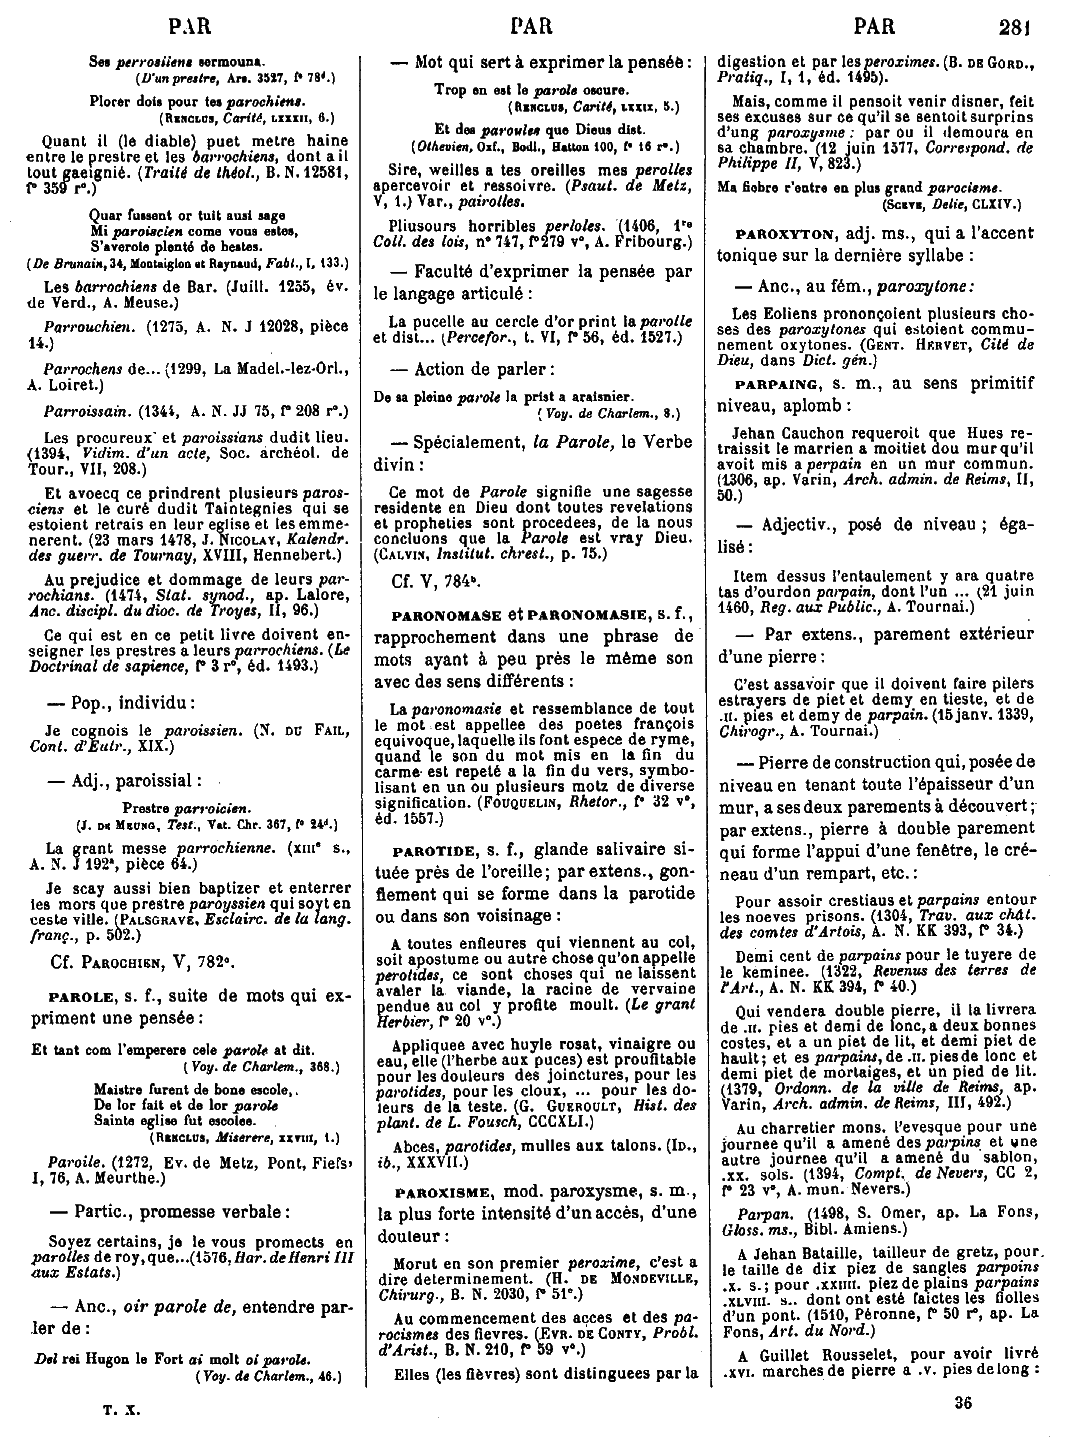 PAR PAR PAR 281
Ses perrosiiens sermouna.
(D'un prestre, Ars. 3527, f° 78ᵈ.)
Plorer dois pour tes parochiens.
(RENCLUS, Carité, LXXXII, 6.)
Quant il (le diable) puet metre haine
entre le prestre et les barrochiens, dont a il
tout gaeignié. (Traité de théol., B. N. 12581,
f° 359 r°.)
Quar fussent or tuit ausi sage
Mi paroiscien come vous estes,
S'averoie plenté de bestes.
(De Brunain, 34, Montaiglon et Raynaud, Fabl., I, 133.)
Les barrochiens de Bar. (Juill. 1255, év.
de Verd., A. Meuse.)
Parrouchien. (1275, A. N. J 12028, pièce
14.)
Parrochens de... (1299, La Madel.-lez-Orl.,
A. Loiret.)
Parroissain. (1344, A. N. JJ 75, f° 208 r°.)
Les procureux et paroissians dudit lieu.
(1394, Vidim. d'un acte, Soc. archéol. de
Tour., VII, 208.)
Et avoecq ce prindrent plusieurs paros-
ciens et le curé dudit Taintegnies qui se
estoient retrais en leur eglise et les emme-
nerent. (23 mars 1478, J. NICOLAY, Kalendr.
des guerr. de Tournay, XVIII, Hennebert.)
Au prejudice et dommage de leurs par-
rochians. (1474, Stat. synod., ap. Lalore,
Anc. discipl. du dioc. de Troyes, II, 96.)
Ce qui est en ce petit livre doivent en-
seigner les prestres a leurs parrochiens. (Le
Doctrinal de sapience, f° 3 r°, éd. 1493.)
— Pop., individu :
Je cognois le paroissien. (N. DU FAIL,
Cont. d'Eutr., XIX.)
— Adj., paroissial :
Prestre parroicien.
(J. DE MEUNG, Test., Vat. Chr. 367, f° 24ᵈ.)
La grant messe parrochienne. (XIIIᵉ s.,
A. N. J 192ᵃ, pièce 64.)
Je scay aussi bien baptizer et enterrer
les mors que prestre paroyssien qui soyt en
ceste ville. (PALSGRAVE, Esclairc. de la lang.
franç., p. 502.)
Cf. PAROCHIEN, V, 782ᵃ.
PAROLE, s. f., suite de mots qui ex-
priment une pensée :
Et tant com l'emperere cele parole at dit.
(Voy. de Charlem., 368.)
Maistre furent de bone escole,
De lor fait et de lor parole
Sainte eglise fut escolee.
(RENCLUS, Miserere, XXVIII, 1.)
Paroile. (1272, Ev. de Metz, Pont, Fiefs,
I, 76, A. Meurthe.)
— Partic., promesse verbale :
Soyez certains, je le vous promects en
parolles de roy, que...(1576, Har. de Henri III
aux Estats.)
— Anc., oir parole de, entendre par-
ler de :
Del rei Hugon le Fort ai molt oi parole.
(Voy. de Charlem., 46.)
T. X.
— Mot qui sert à exprimer la pensée :
Trop en est le parole oscure.
(RENCLUS, Carité, LXXIX, 5.)
Et des paroules que Dieus dist.
(Othevien, Oxf., Bodl., Hatton 100, f° 16 r°.)
Sire, weilles a tes oreilles mes perolles
apercevoir et ressoivre. (Psaut. de Metz,
V, 1.) Var., pairolles.
Pliusours horribles perloles. (1406, 1ʳᵉ
Coll. des lois, n° 747, f° 279 v°, A. Fribourg.)
— Faculté d'exprimer la pensée par
le langage articulé :
La pucelle au cercle d'or print la parolle
et dist... (Percefor., t. VI, f° 56, éd. 1527.)
— Action de parler :
De sa pleine parole la prist a araisnier.
(Voy. de Charlem., 8.)
— Spécialement, la Parole, le Verbe
divin :
Ce mot de Parole signifie une sagesse
residente en Dieu dont toutes revelations
et propheties sont procedees, de la nous
concluons que la Parole est vray Dieu.
(CALVIN, Institut. chrest., p. 75.)
Cf. V, 784ᵇ.
PARONOMASE et PARONOMASIE, s. f.,
rapprochement dans une phrase de
mots ayant à peu près le même son
avec des sens différents :
La paronomasie et ressemblance de tout
le mot est appellee des poetes françois
equivoque, laquelle ils font espece de ryme,
quand le son du mot mis en la fin du
carme est repeté a la fin du vers, symbo-
lisant en un ou plusieurs motz de diverse
signification. (FOUQUELIN, Rhetor., f° 32 v°,
éd. 1557.)
PAROTIDE, s. f., glande salivaire si-
tuée près de l'oreille; par extens., gon-
flement qui se forme dans la parotide
ou dans son voisinage :
A toutes enfleures qui viennent au col,
soit apostume ou autre chose qu'on appelle
perotides, ce sont choses qui ne laissent
avaler la viande, la racine de vervaine
pendue au col y profite moult. (Le grant
Herbier, f° 20 v°.)
Appliquee avec huyle rosat, vinaigre ou
eau, elle (l'herbe aux puces) est proufitable
pour les douleurs des joinctures, pour les
parotides, pour les cloux, ... pour les do-
leurs de la teste. (G. GUEROULT, Hist. des
plant. de L. Fousch, CCCXLI.)
Abces, parotides, mulles aux talons. (ID.,
ib., XXXVII.)
PAROXISME, mod. paroxysme, s. m.,
la plus forte intensité d'un accès, d'une
douleur :
Morut en son premier peroxime, c'est a
dire determinement. (H. DE MONDEVILLE,
Chirurg., B. N. 2030, f° 51ᶜ.)
Au commencement des acces et des pa-
rocismes des fievres. (EVR. DE CONTY, Probl.
d'Arist., B. N. 210, f° 59 v°.)
Elles (les fièvres) sont distinguees par la
digestion et par les peroximes. (B. DE GORD.,
Pratiq., I, 1, éd. 1495).
Mais, comme il pensoit venir disner, feit
ses excuses sur ce qu'il se sentoit surprins
d'ung paroxysme : par ou il demoura en
sa chambre. (12 juin 1577, Correspond. de
Philippe II, V, 823.)
Ma fiebre r'entre en plus grand parocisme.
(SCEVE, Delie, CLXIV.)
PAROXYTON, adj. ms., qui a l'accent
tonique sur la dernière syllabe :
— Anc., au fém., paroxytone :
Les Eoliens prononçoient plusieurs cho-
ses des paroxytones qui estoient commu-
nement oxytones. (GENT. HERVET, Cité de
Dieu, dans Dict. gén.)
PARPAING, s. m., au sens primitif
niveau, aplomb :
Jehan Cauchon requeroit que Hues re-
traissit le marrien a moitiet dou mur qu'il
avoit mis a perpain en un mur commun.
(1306, ap. Varin, Arch. admin. de Reims, II,
50.)
— Adjectiv., posé de niveau ; éga-
lisé :
Item dessus l'entaulement y ara quatre
tas d'ourdon parpain, dont l'un ... (21 juin
1460, Reg. aux Public., A. Tournai.)
— Par extens., parement extérieur
d'une pierre :
C'est assavoir que il doivent faire pilers
estrayers de piet et demy en tieste, et de
.II. pies et demy de parpain. (15 janv. 1339,
Chirogr., A. Tournai.)
— Pierre de construction qui, posée de
niveau en tenant toute l'épaisseur d'un
mur, a ses deux parements à découvert;
par extens., pierre à double parement
qui forme l'appui d'une fenêtre, le cré-
neau d'un rempart, etc. :
Pour assoir crestiaus et parpains entour
les noeves prisons. (1304, Trav. aux chât.
des comtes d'Artois, A. N. KK 393, f° 34.)
Demi cent de parpains pour le tuyere de
le keminee. (1322, Revenus des terres de
l'Art., A. N. KK 394, f° 40.)
Qui vendera double pierre, il la livrera
de .II. pies et demi de lonc, a deux bonnes
costes, et a un piet de lit, et demi piet de
hault; et es parpains, de .II. pies de lonc et
demi piet de mortaiges, et un pied de lit.
(1379, Ordonn. de la ville de Reims, ap.
Varin, Arch. admin. de Reims, III, 492.)
Au charretier mons. l'evesque pour une
journee qu'il a amené des parpins et une
autre journee qu'il a amené du sablon,
.XX. sols. (1394, Compt. de Nevers, CC 2,
f° 23 v°, A. mun. Nevers.)
Parpan. (1498, S. Omer, ap. La Fons,
Gloss. ms., Bibl. Amiens.)
A Jehan Bataille, tailleur de gretz, pour
le taille de dix piez de sangles parpoins
.X. s. ; pour .XXIIII. piez de plains parpains
.XLVIII. s.. dont ont esté faictes les fiolles
d'un pont. (1510, Péronne, f° 50 r°, ap. La
Fons, Art. du Nord.)
A Guillet Rousselet, pour avoir livré
.XVI. marches de pierre a .V. pies de long :
36